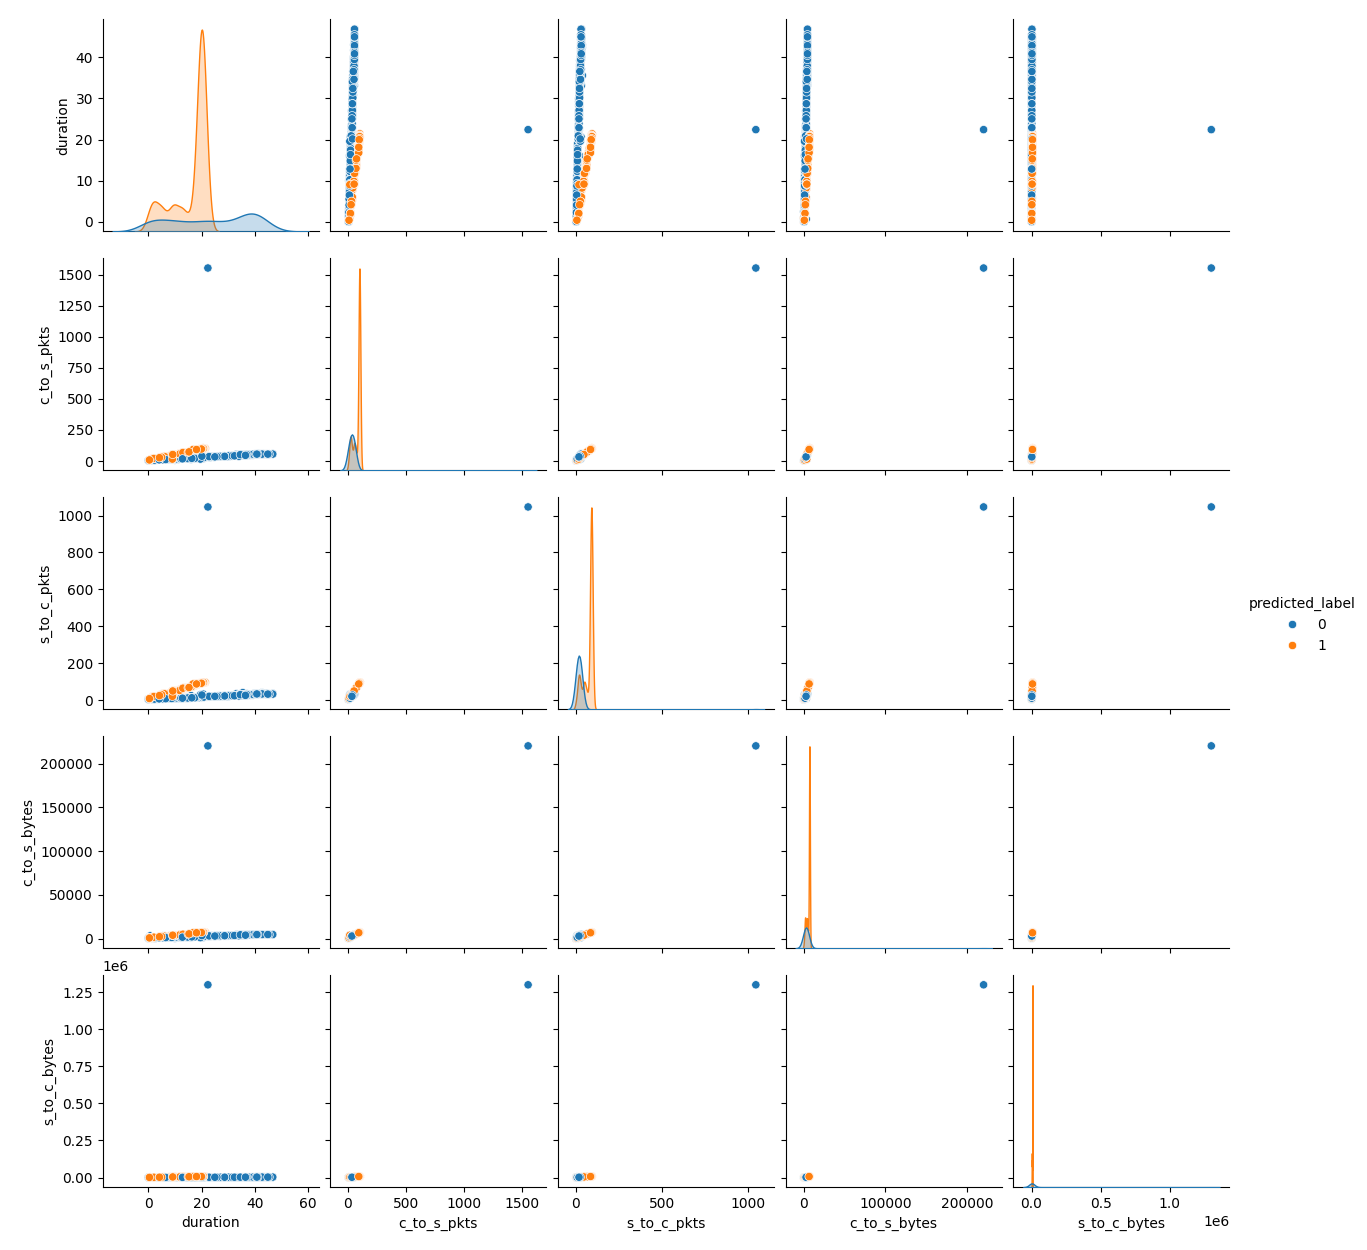 duration
40
30
20
10
0
c_to_s_pkts
1500
1250
1000
750
500
250
0
s_to_c_pkts
1000
800
600
400
200
0
predicted_label
0
1
c_to_s_bytes
200000
150000
100000
50000
0
1e6
s_to_c_bytes
1.25
1.00
0.75
0.50
0.25
0.00
0 20 40 60
0 500 1000 1500
0 500 1000
0 100000 200000
0.0 0.5 1.0
1e6
duration
c_to_s_pkts
s_to_c_pkts
c_to_s_bytes
s_to_c_bytes